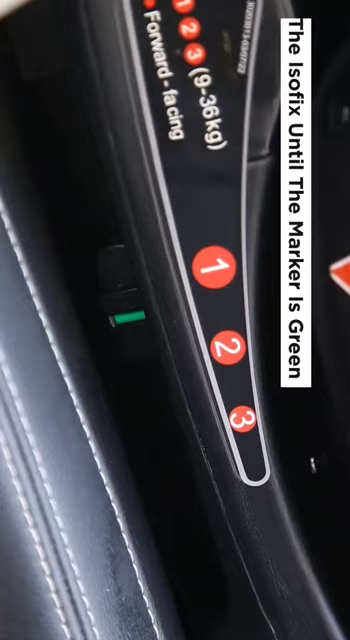 The Isofix Until The Marker Is Green
1 2 3 (9-36kg)
Forward-facing
1
2
3